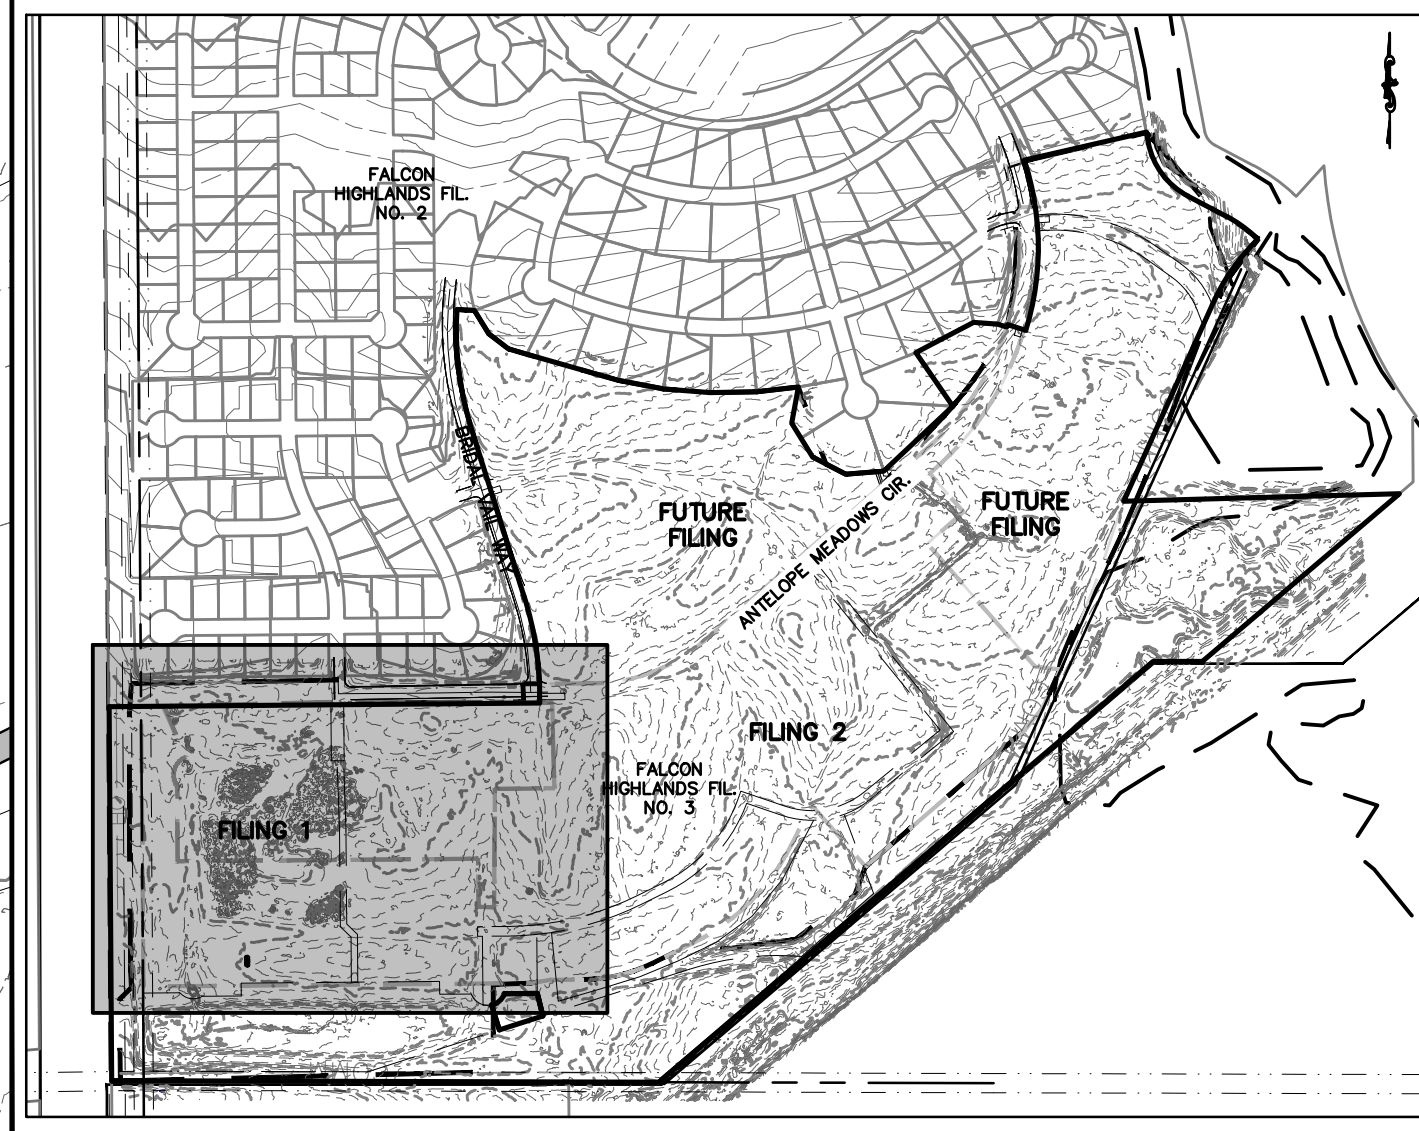 FALCON
HIGHLANDS FIL.
NO. 2
BRIDAL VAIL WAY
FUTURE
FILING
FUTURE
FILING
ANTELOPE MEADOWS CIR.
FILING 2
FALCON
HIGHLANDS FIL.
NO. 3
FILING 1